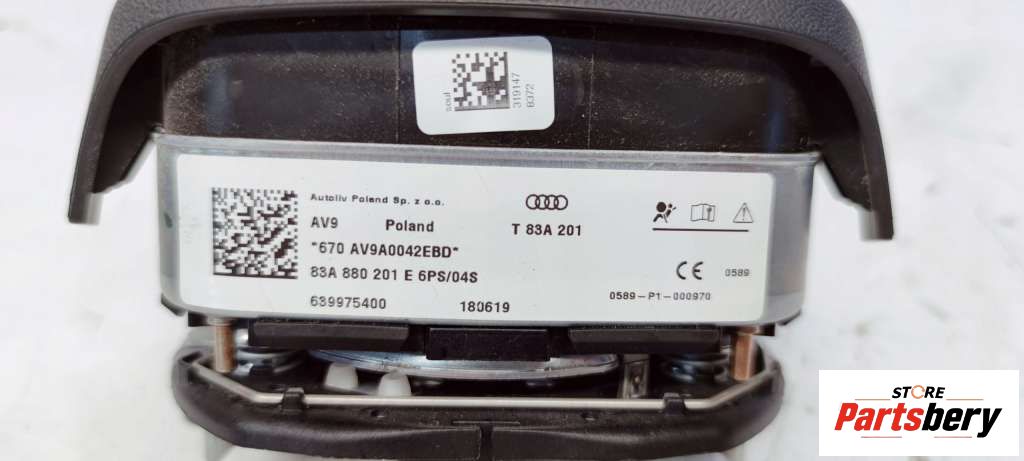 soul
319147
8372
Autoliv Poland Sp. z o.o.
AV9 Poland T 83A 201
*670 AV9A0042EBD*
83A 880 201 E 6PS/04S
639975400 180619
CE 0589
0589-P1-000970
STORE
Partsbery